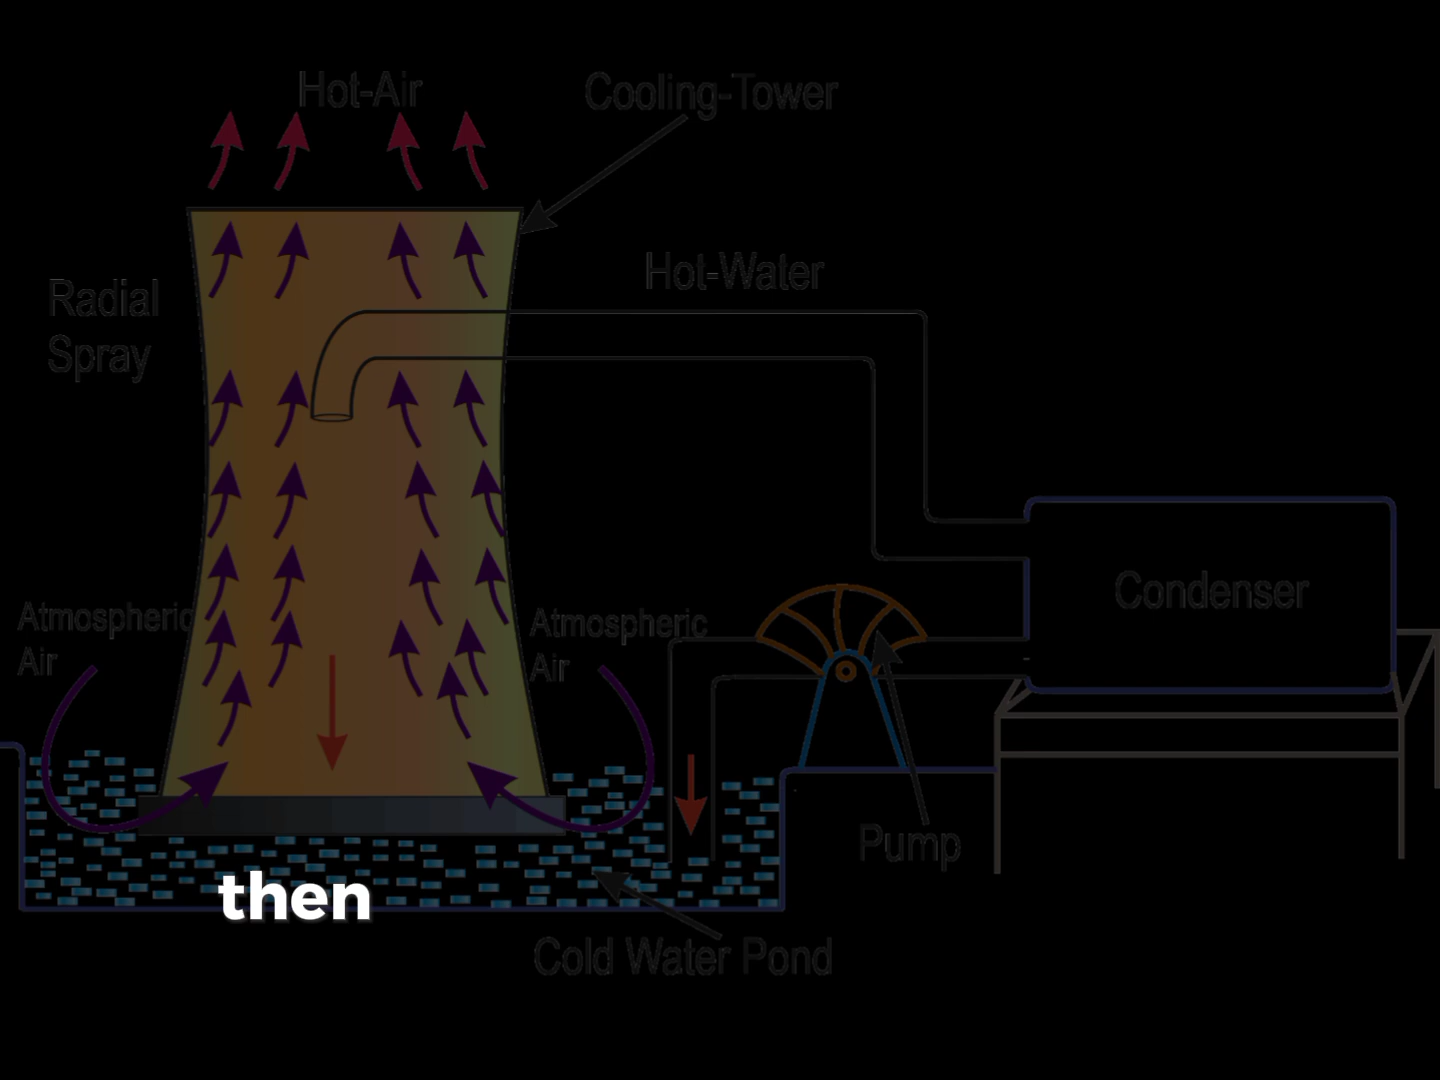 Hot-Air
Cooling-Tower
Hot-Water
Radial
Spray
Condenser
Atmospheric
Air
Atmospheric
Air
Pump
then
Cold Water Pond